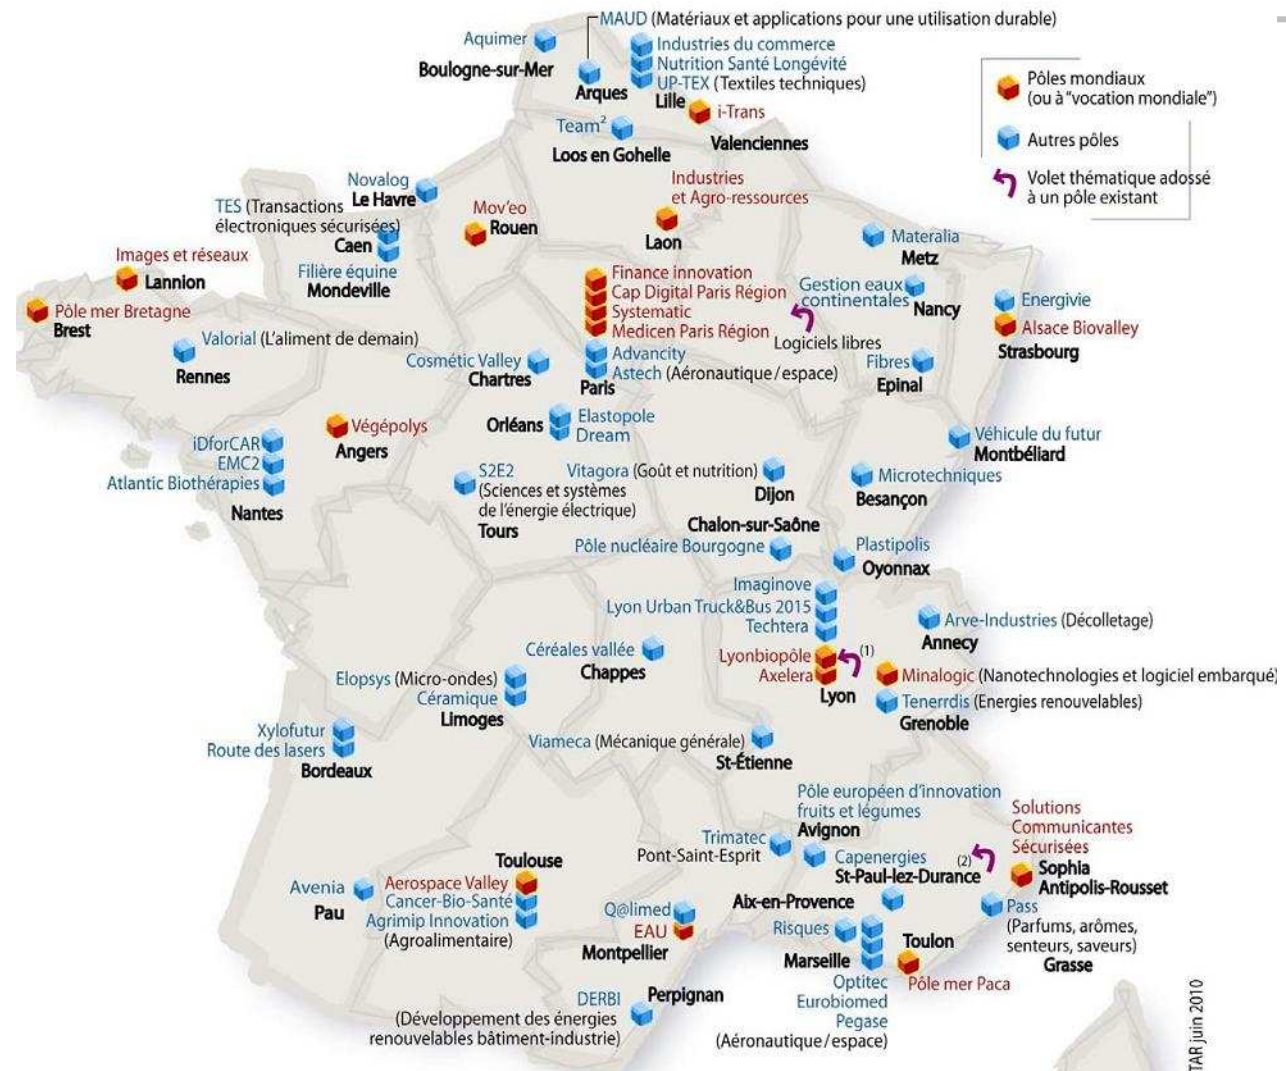 MAUD (Matériaux et applications pour une utilisation durable)
Aquimer
Boulogne-sur-Mer
Arques
Industries du commerce
Nutrition Santé Longévité
UP-TEX (Textiles techniques)
Lille
i-Trans
Valenciennes
Team²
Loos en Gohelle
Pôles mondiaux
(ou à "vocation mondiale")
Autres pôles
Volet thématique adossé
à un pôle existant
Novalog
Le Havre
TES (Transactions
électroniques sécurisées)
Caen
Filière équine
Mondeville
Mov'eo
Rouen
Industries
et Agro-ressources
Laon
Materalia
Metz
Images et réseaux
Lannion
Pôle mer Bretagne
Brest
Valorial (L'aliment de demain)
Rennes
Finance innovation
Cap Digital Paris Région
Systematic
Medicen Paris Région
Advancity
Astech (Aéronautique/espace)
Paris
Logiciels libres
Gestion eaux
continentales
Nancy
Energivie
Alsace Biovalley
Strasbourg
Cosmétic Valley
Chartres
Fibres
Epinal
Végépolys
Angers
Orléans
Elastopole
Dream
iDforCAR
EMC2
Atlantic Biothérapies
Nantes
S2E2
(Sciences et systèmes
de l'énergie électrique)
Tours
Vitagora (Goût et nutrition)
Dijon
Véhicule du futur
Montbéliard
Microtechniques
Besançon
Chalon-sur-Saône
Pôle nucléaire Bourgogne
Plastipolis
Oyonnax
Imaginove
Lyon Urban Truck&Bus 2015
Techtera
Lyonbiopôle
Axelera
(1)
Lyon
Arve-Industries (Décolletage)
Annecy
Céréales vallée
Chappes
Elopsys (Micro-ondes)
Céramique
Limoges
Minalogic (Nanotechnologies et logiciel embarqué)
Tenerrdis (Energies renouvelables)
Grenoble
Xylofutur
Route des lasers
Bordeaux
Viameca (Mécanique générale)
St-Étienne
Pôle européen d'innovation
fruits et légumes
Avignon
Trimatec
Pont-Saint-Esprit
Capenergies
(2)
St-Paul-lez-Durance
Solutions
Communicantes
Sécurisées
Sophia
Antipolis-Rousset
Toulouse
Aerospace Valley
Cancer-Bio-Santé
Agrimip Innovation
(Agroalimentaire)
Avenia
Pau
Q@limed
EAU
Montpellier
Aix-en-Provence
Risques
Marseille
Optitec
Eurobiomed
Pegase
(Aéronautique/espace)
Toulon
Pôle mer Paca
Pass
(Parfums, arômes,
senteurs, saveurs)
Grasse
DERBI
(Développement des énergies
renouvelables bâtiment-industrie)
Perpignan
TAR juin 2010